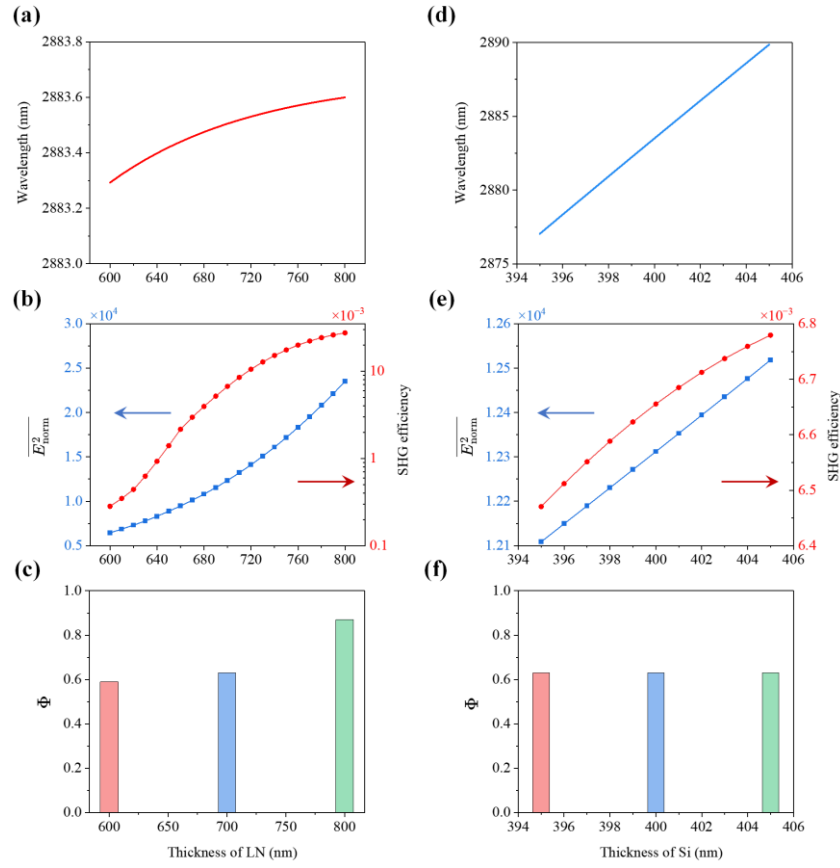 (a)
2883.8
2883.6
2883.4
2883.2
2883.0
Wavelength (nm)
600 640 680 720 760 800
(d)
2890
2885
2880
2875
Wavelength (nm)
394 396 398 400 402 404 406
(b)
×10⁴
×10⁻³
3.0
2.5
2.0
1.5
1.0
0.5
E²norm
10
1
0.1
SHG efficiency
600 640 680 720 760 800
(e)
×10⁴
×10⁻³
1.26
1.25
1.24
1.23
1.22
1.21
E²norm
6.8
6.7
6.6
6.5
6.4
SHG efficiency
394 396 398 400 402 404 406
(c)
1.0
0.8
0.6
0.4
0.2
0.0
Φ
600 650 700 750 800
Thickness of LN (nm)
(f)
1.0
0.8
0.6
0.4
0.2
0.0
Φ
394 396 398 400 402 404 406
Thickness of Si (nm)